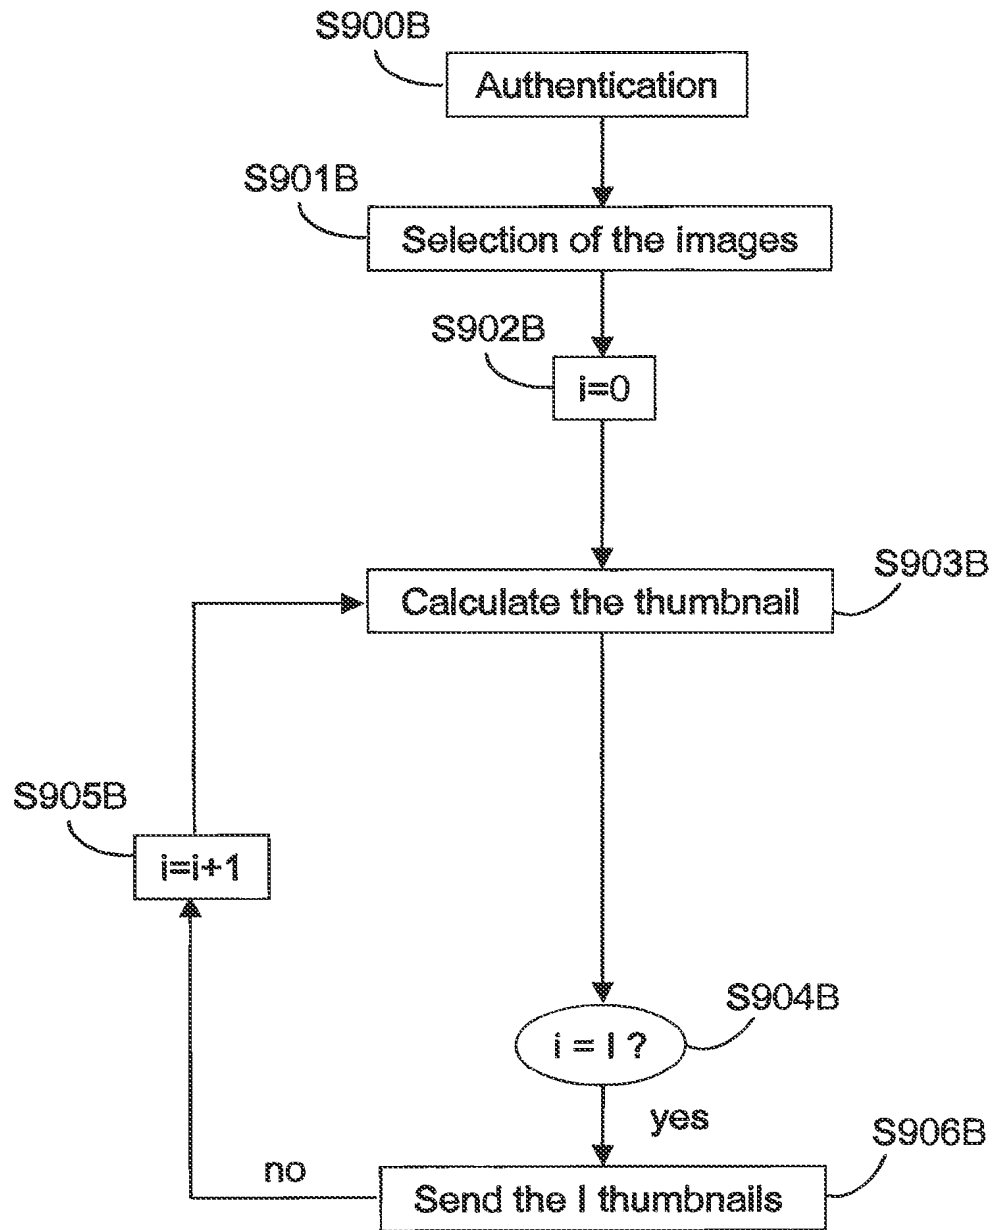 S900B
Authentication
S901B
Selection of the images
S902B
i=0
S903B
Calculate the thumbnail
S905B
i=i+1
S904B
i = I ?
yes
S906B
no
Send the I thumbnails